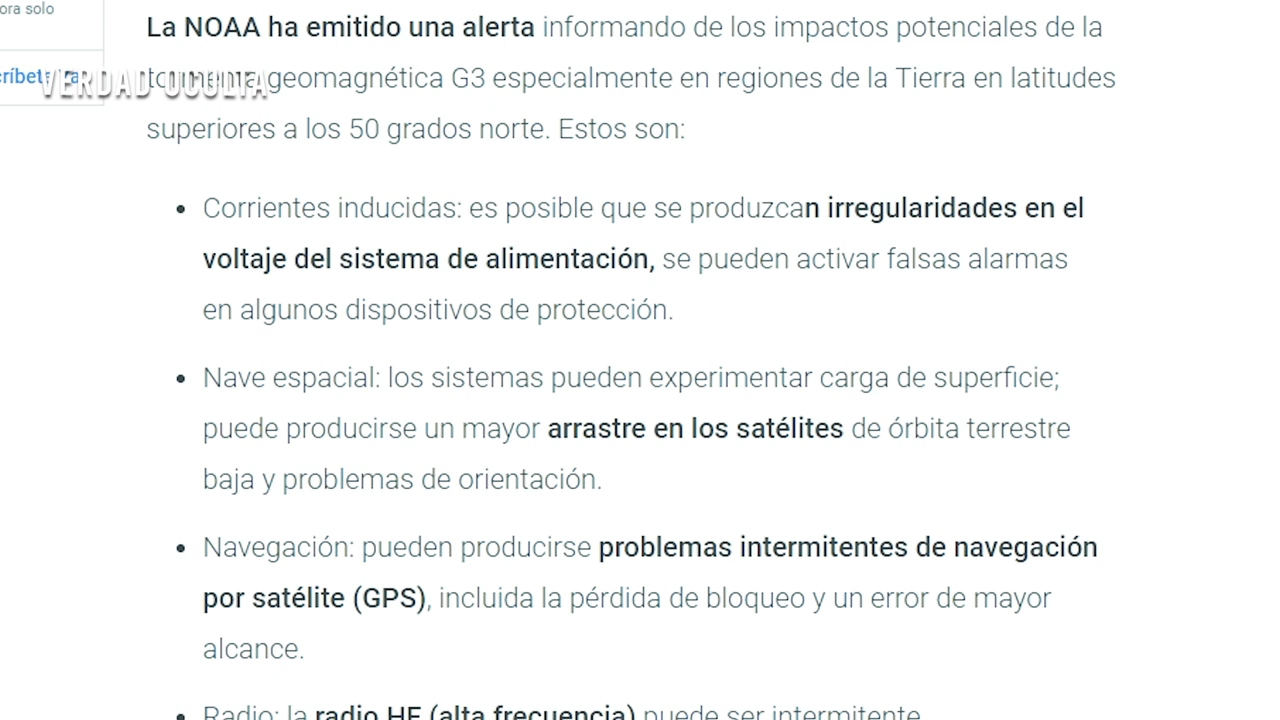 ora solo
La NOAA ha emitido una alerta informando de los impactos potenciales de la
críbete
VERDAD OCULTA
geomagnética G3 especialmente en regiones de la Tierra en latitudes
superiores a los 50 grados norte. Estos son:
• Corrientes inducidas: es posible que se produzcan irregularidades en el
voltaje del sistema de alimentación, se pueden activar falsas alarmas
en algunos dispositivos de protección.
• Nave espacial: los sistemas pueden experimentar carga de superficie;
puede producirse un mayor arrastre en los satélites de órbita terrestre
baja y problemas de orientación.
• Navegación: pueden producirse problemas intermitentes de navegación
por satélite (GPS), incluida la pérdida de bloqueo y un error de mayor
alcance.
• Radio: la radio HF (alta frecuencia) puede ser intermitente